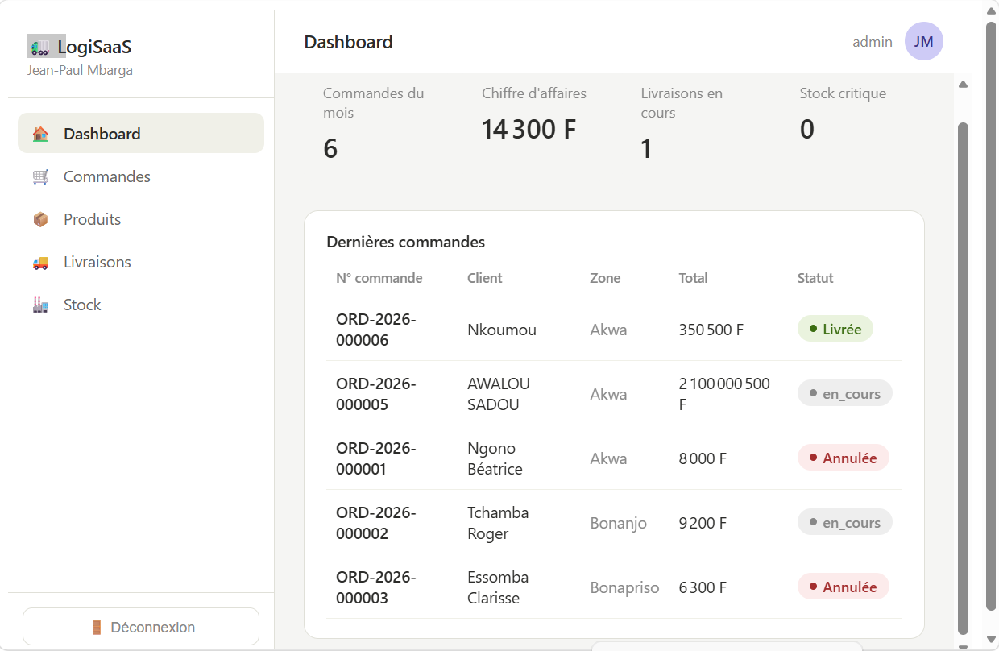 LogiSaaS
Jean-Paul Mbarga
Dashboard
Commandes
Produits
Livraisons
Stock
Déconnexion
Dashboard
admin
JM
Commandes du
mois
6
Chiffre d'affaires
14 300 F
Livraisons en
cours
1
Stock critique
0
Dernières commandes
N° commande Client Zone Total Statut
ORD-2026-
000006
Nkoumou
Akwa
350 500 F
Livrée
ORD-2026-
000005
AWALOU
SADOU
Akwa
2 100 000 500
F
en_cours
ORD-2026-
000001
Ngono
Béatrice
Akwa
8 000 F
Annulée
ORD-2026-
000002
Tchamba
Roger
Bonanjo
9 200 F
en_cours
ORD-2026-
000003
Essomba
Clarisse
Bonapriso
6 300 F
Annulée